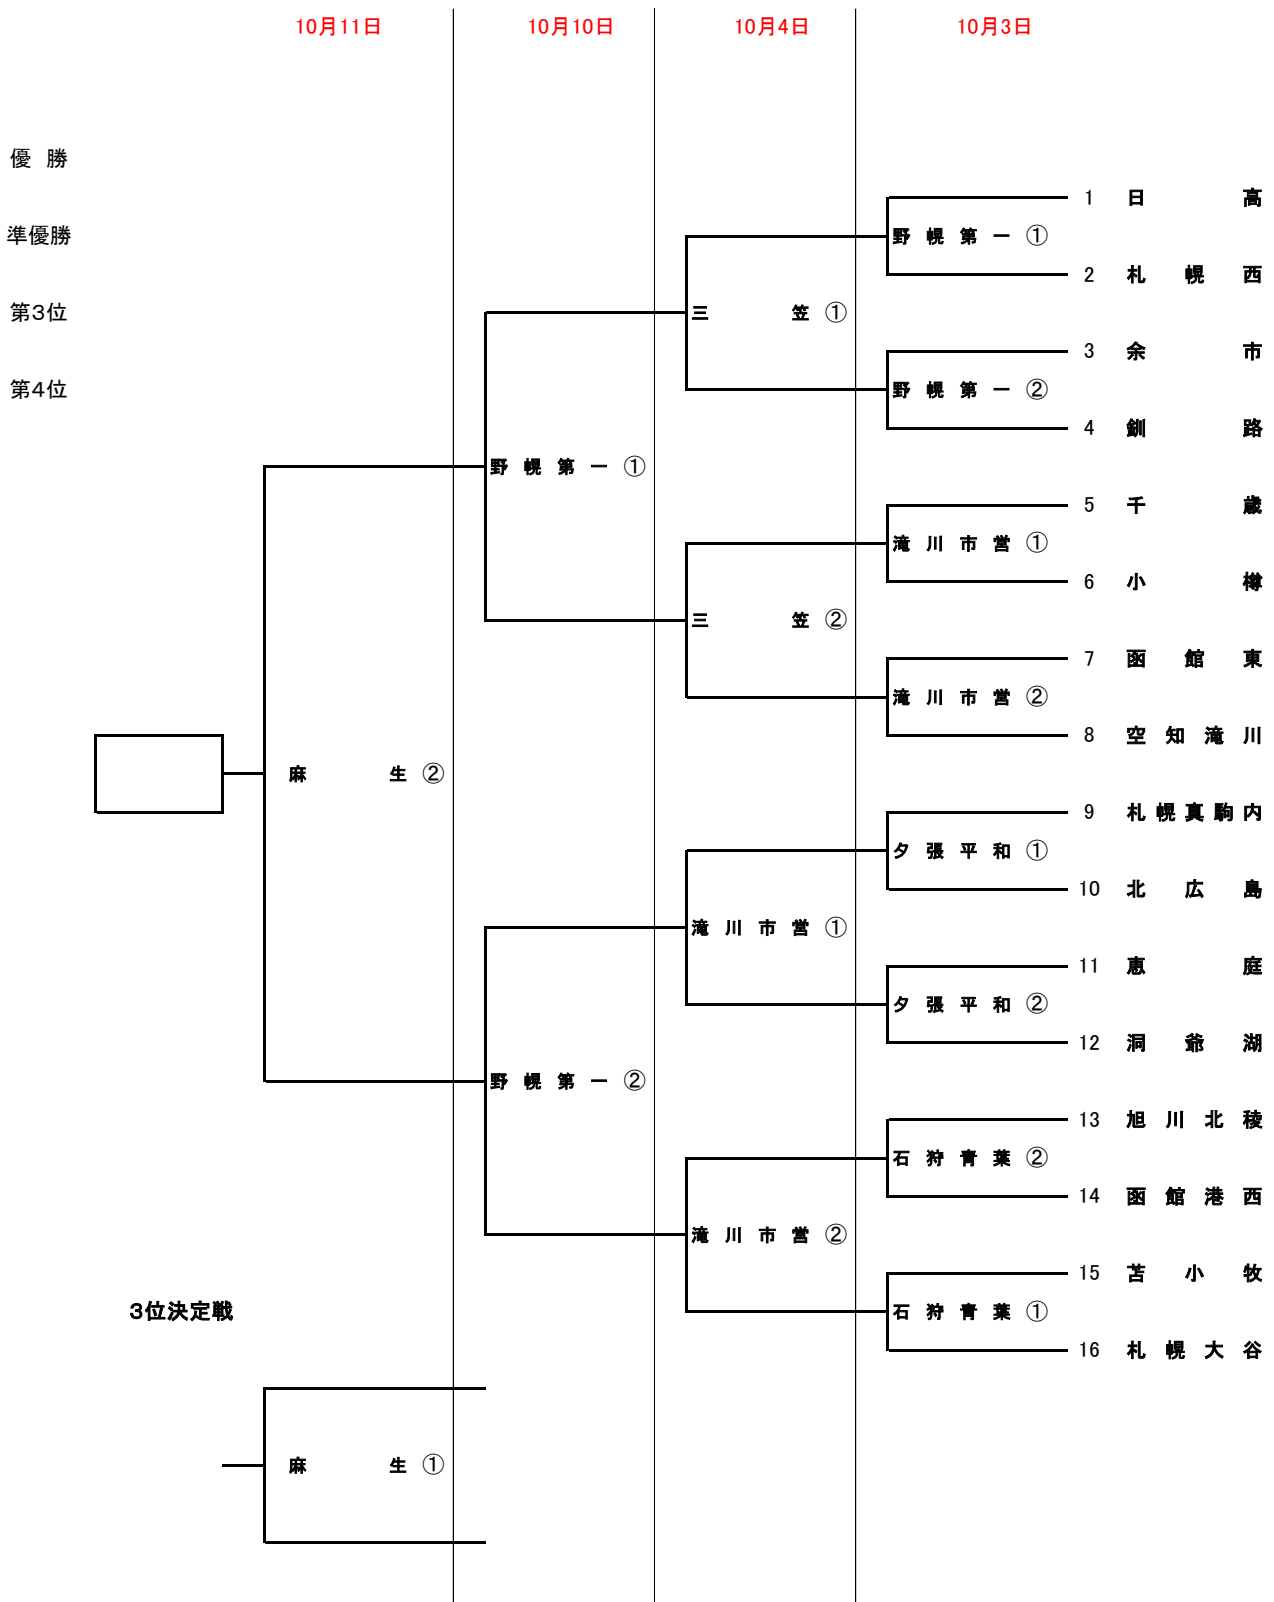 10月11日 10月10日 10月4日 10月3日
優 勝
1 日高
準優勝
野幌第一 ①
2 札幌西
第3位
三笠 ①
3 余市
第4位
野幌第一 ②
4 釧路
野幌第一 ①
5 千歳
滝川市営 ①
6 小樽
三笠 ②
7 函館東
滝川市営 ②
8 空知滝川
麻生 ②
9 札幌真駒内
夕張平和 ①
10 北広島
滝川市営 ①
11 恵庭
夕張平和 ②
12 洞爺湖
野幌第一 ②
13 旭川北稜
石狩青葉 ②
14 函館港西
滝川市営 ②
15 苫小牧
3位決定戦
石狩青葉 ①
16 札幌大谷
麻生 ①